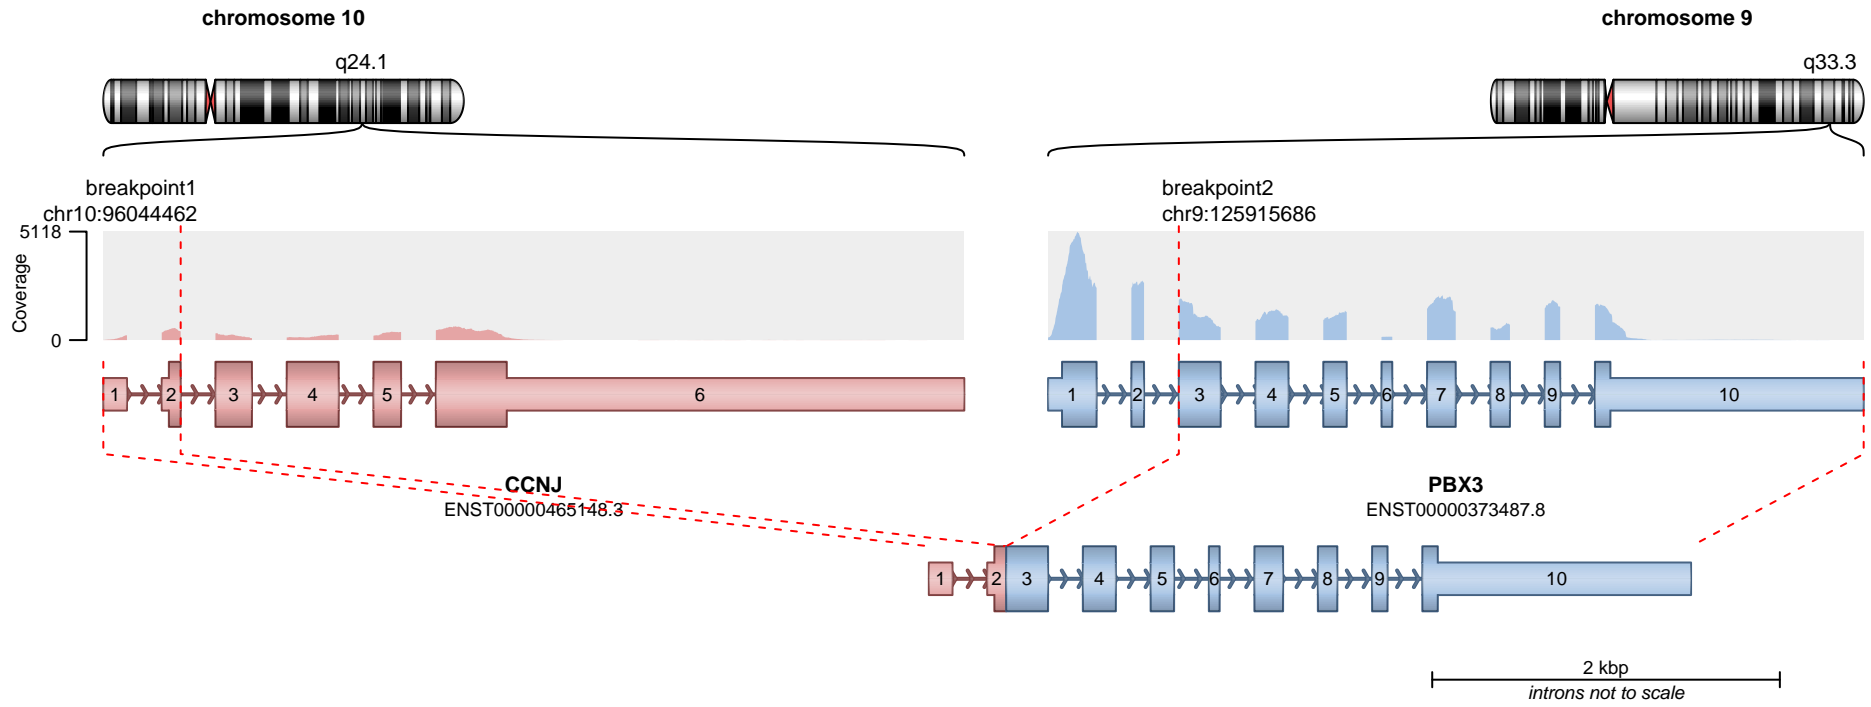 chromosome 10
chromosome 9
q24.1
q33.3
breakpoint1
chr10:96044462
breakpoint2
chr9:125915686
5118
Coverage
0
1 2 3 4 5 6
1 2 3 4 5 6 7 8 9 10
CCNJ
ENST00000465148.3
PBX3
ENST00000373487.8
1 2 3 4 5 6 7 8 9 10
2 kbp
introns not to scale